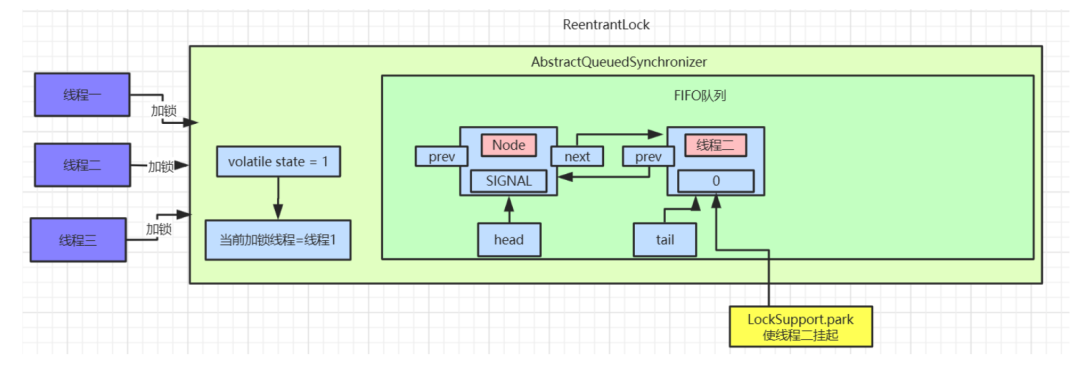 ReentrantLock
AbstractQueuedSynchronizer
FIFO队列
线程一
加锁
线程二
加锁
线程三
加锁
volatile state = 1
当前加锁线程=线程1
prev
Node
SIGNAL
next
prev
线程二
0
head
tail
LockSupport.park
使线程二挂起